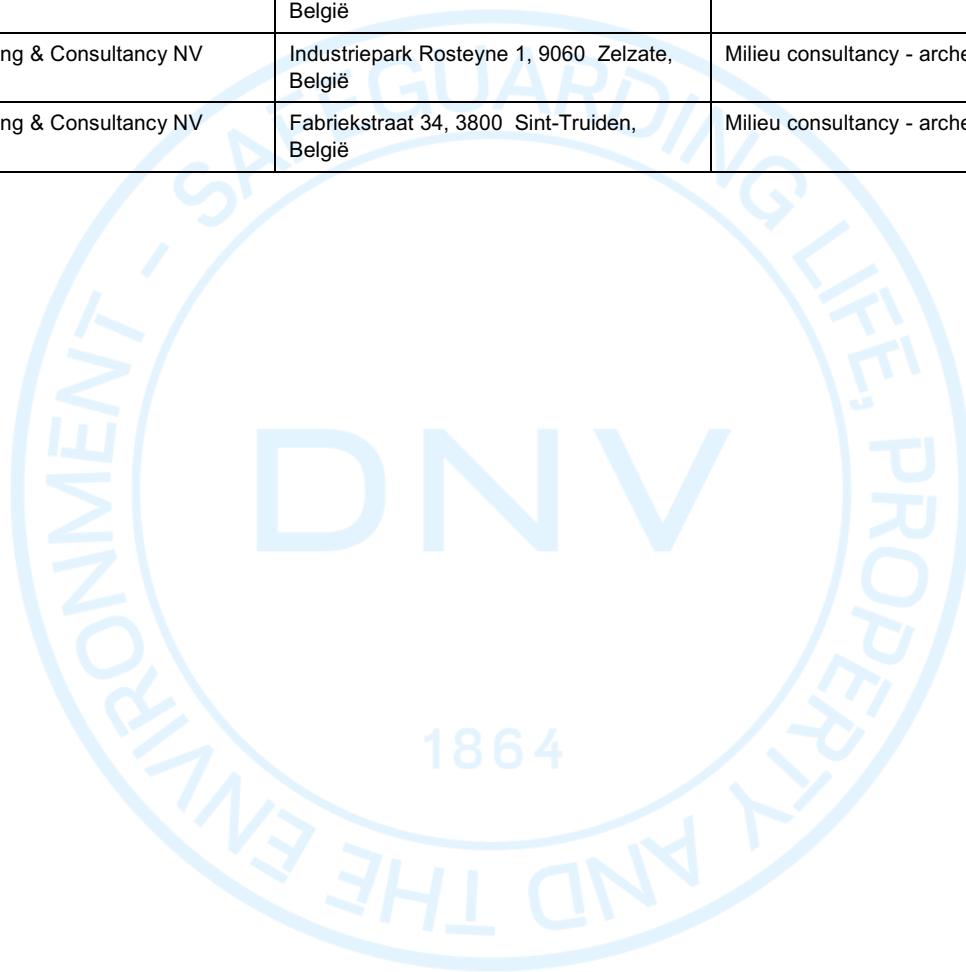 België
ng & Consultancy NV Industriepark Rosteyne 1, 9060 Zelzate, Milieu consultancy - arche
België
ng & Consultancy NV Fabriekstraat 34, 3800 Sint-Truiden, Milieu consultancy - arche
België
SAFEGUARDING LIFE, PROPERTY AND THE ENVIRONMENT -
DNV
1864